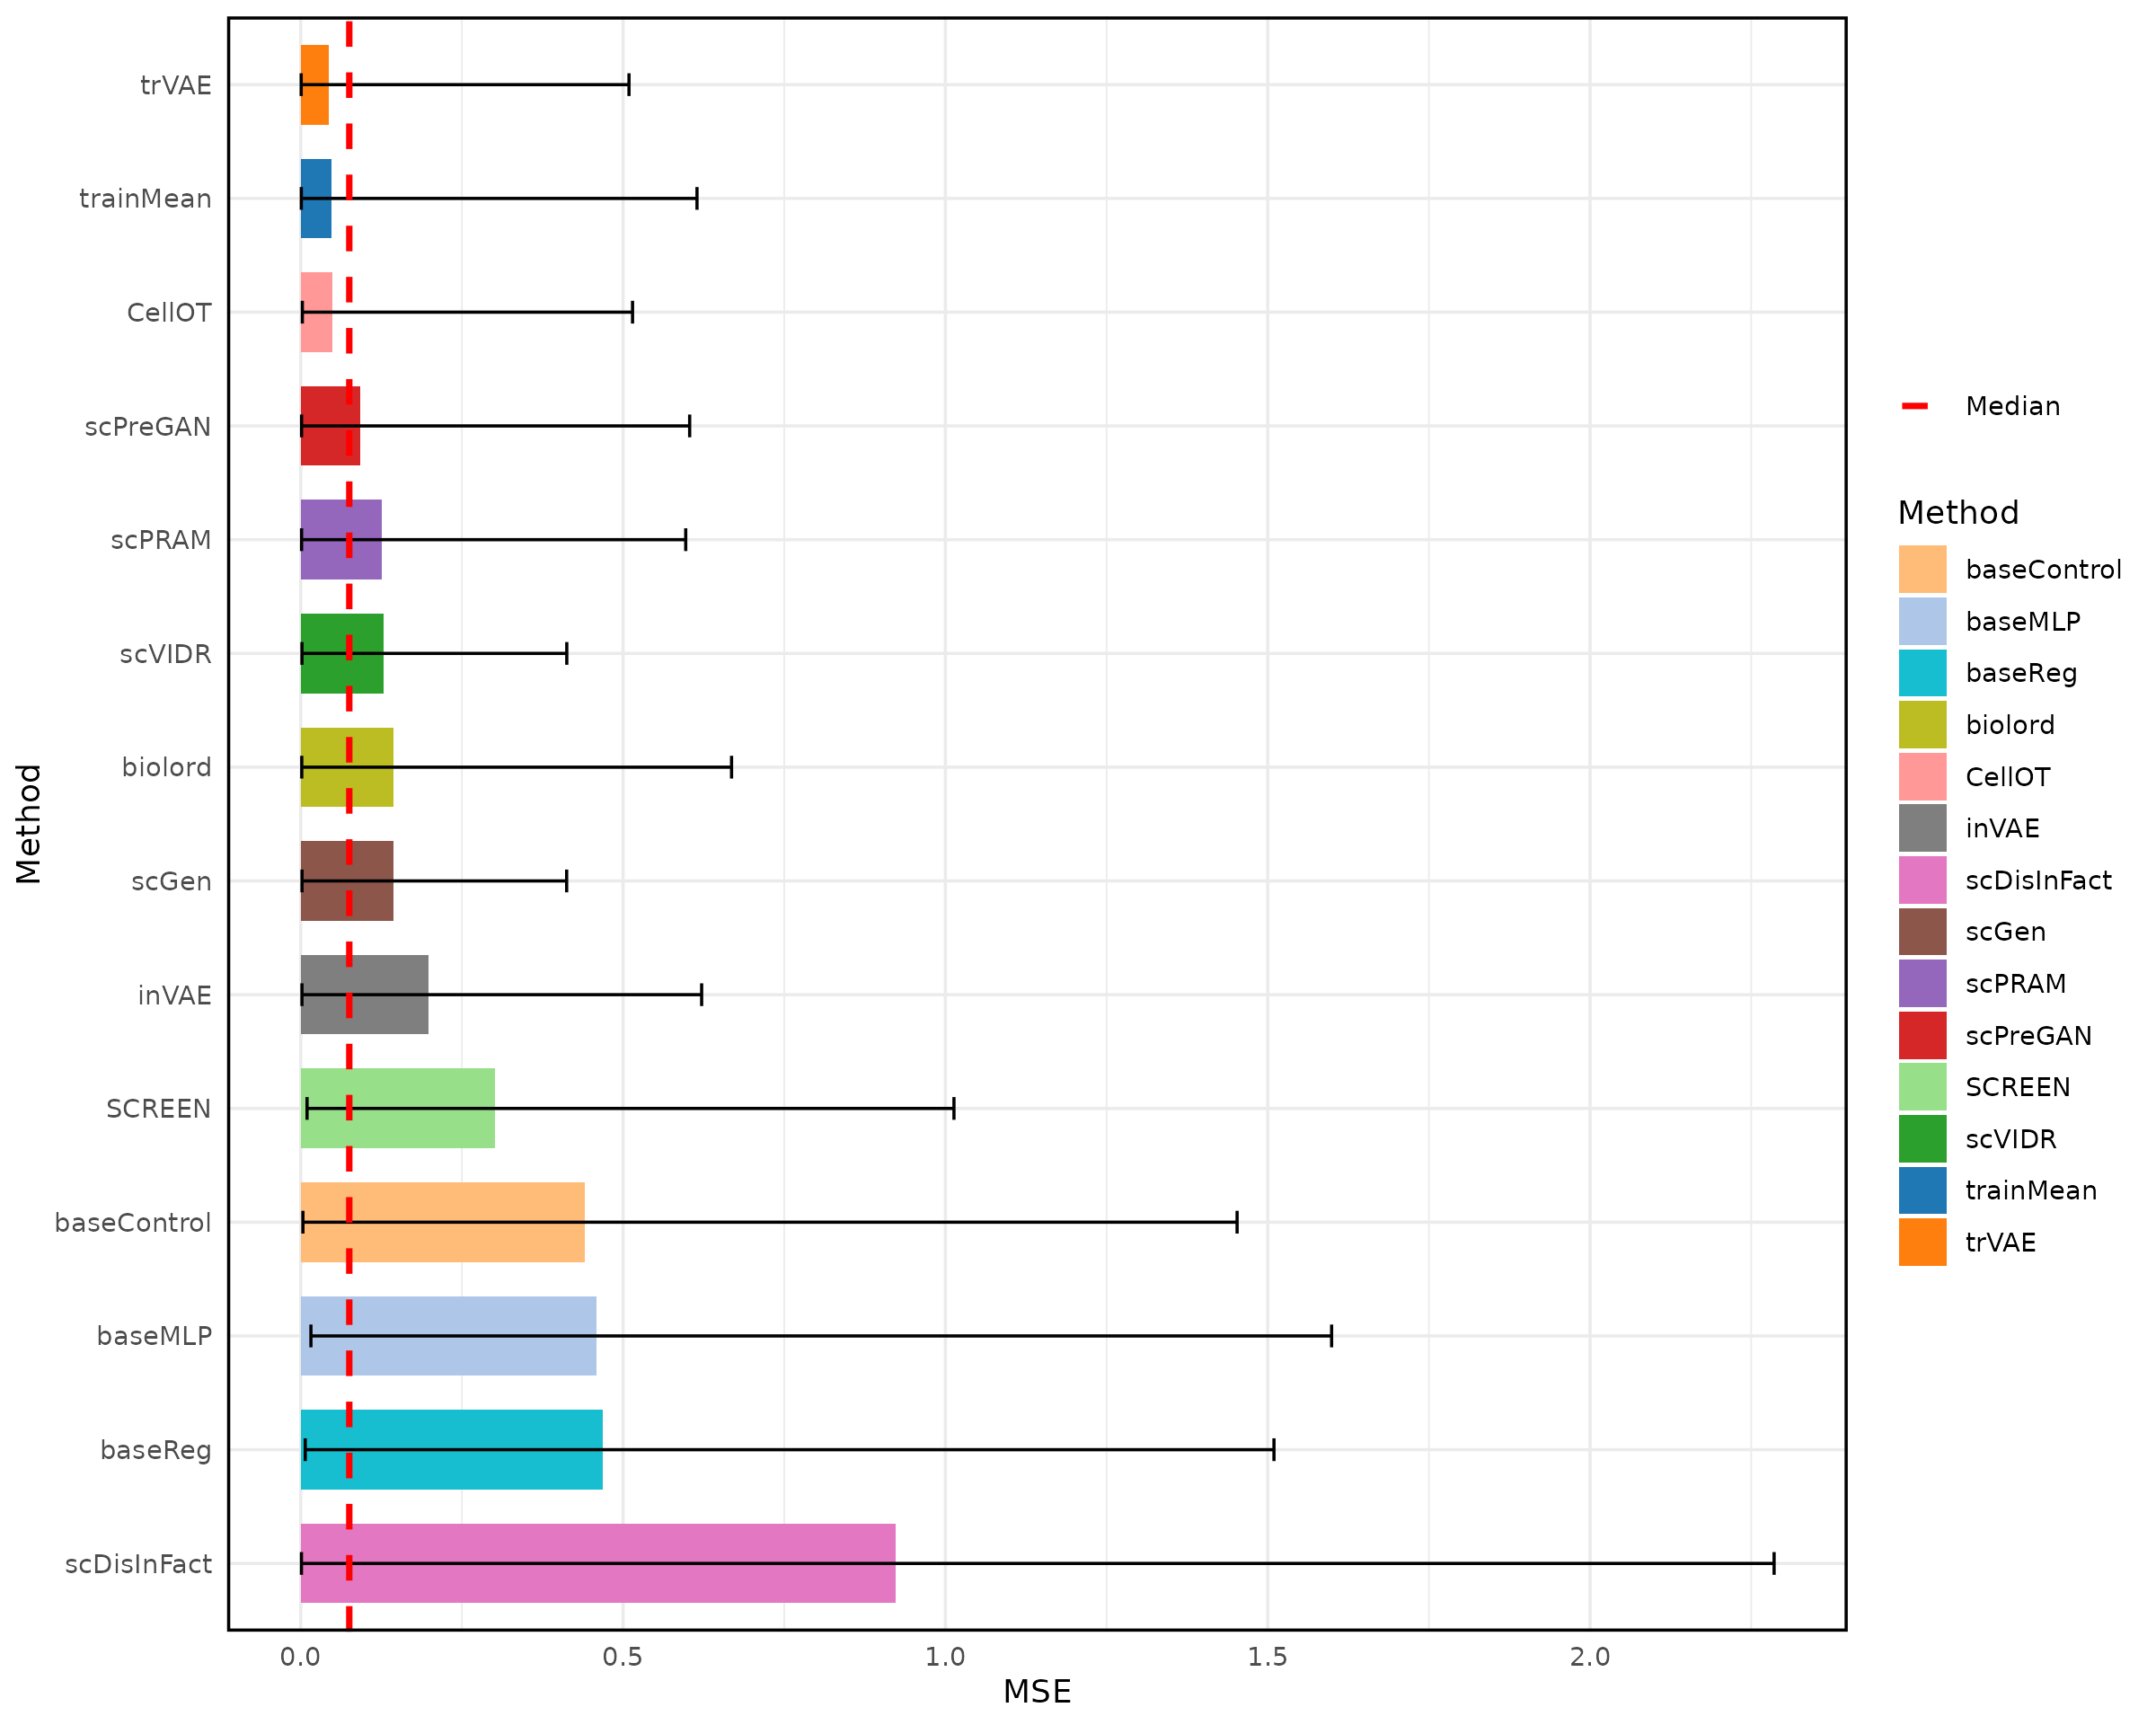 trVAE
trainMean
CellOT
scPreGAN
scPRAM
scVIDR
biolord
scGen
inVAE
SCREEN
baseControl
baseMLP
baseReg
scDisInFact
Method
0.0 0.5 1.0 1.5 2.0
MSE
Median
Method
baseControl
baseMLP
baseReg
biolord
CellOT
inVAE
scDisInFact
scGen
scPRAM
scPreGAN
SCREEN
scVIDR
trainMean
trVAE